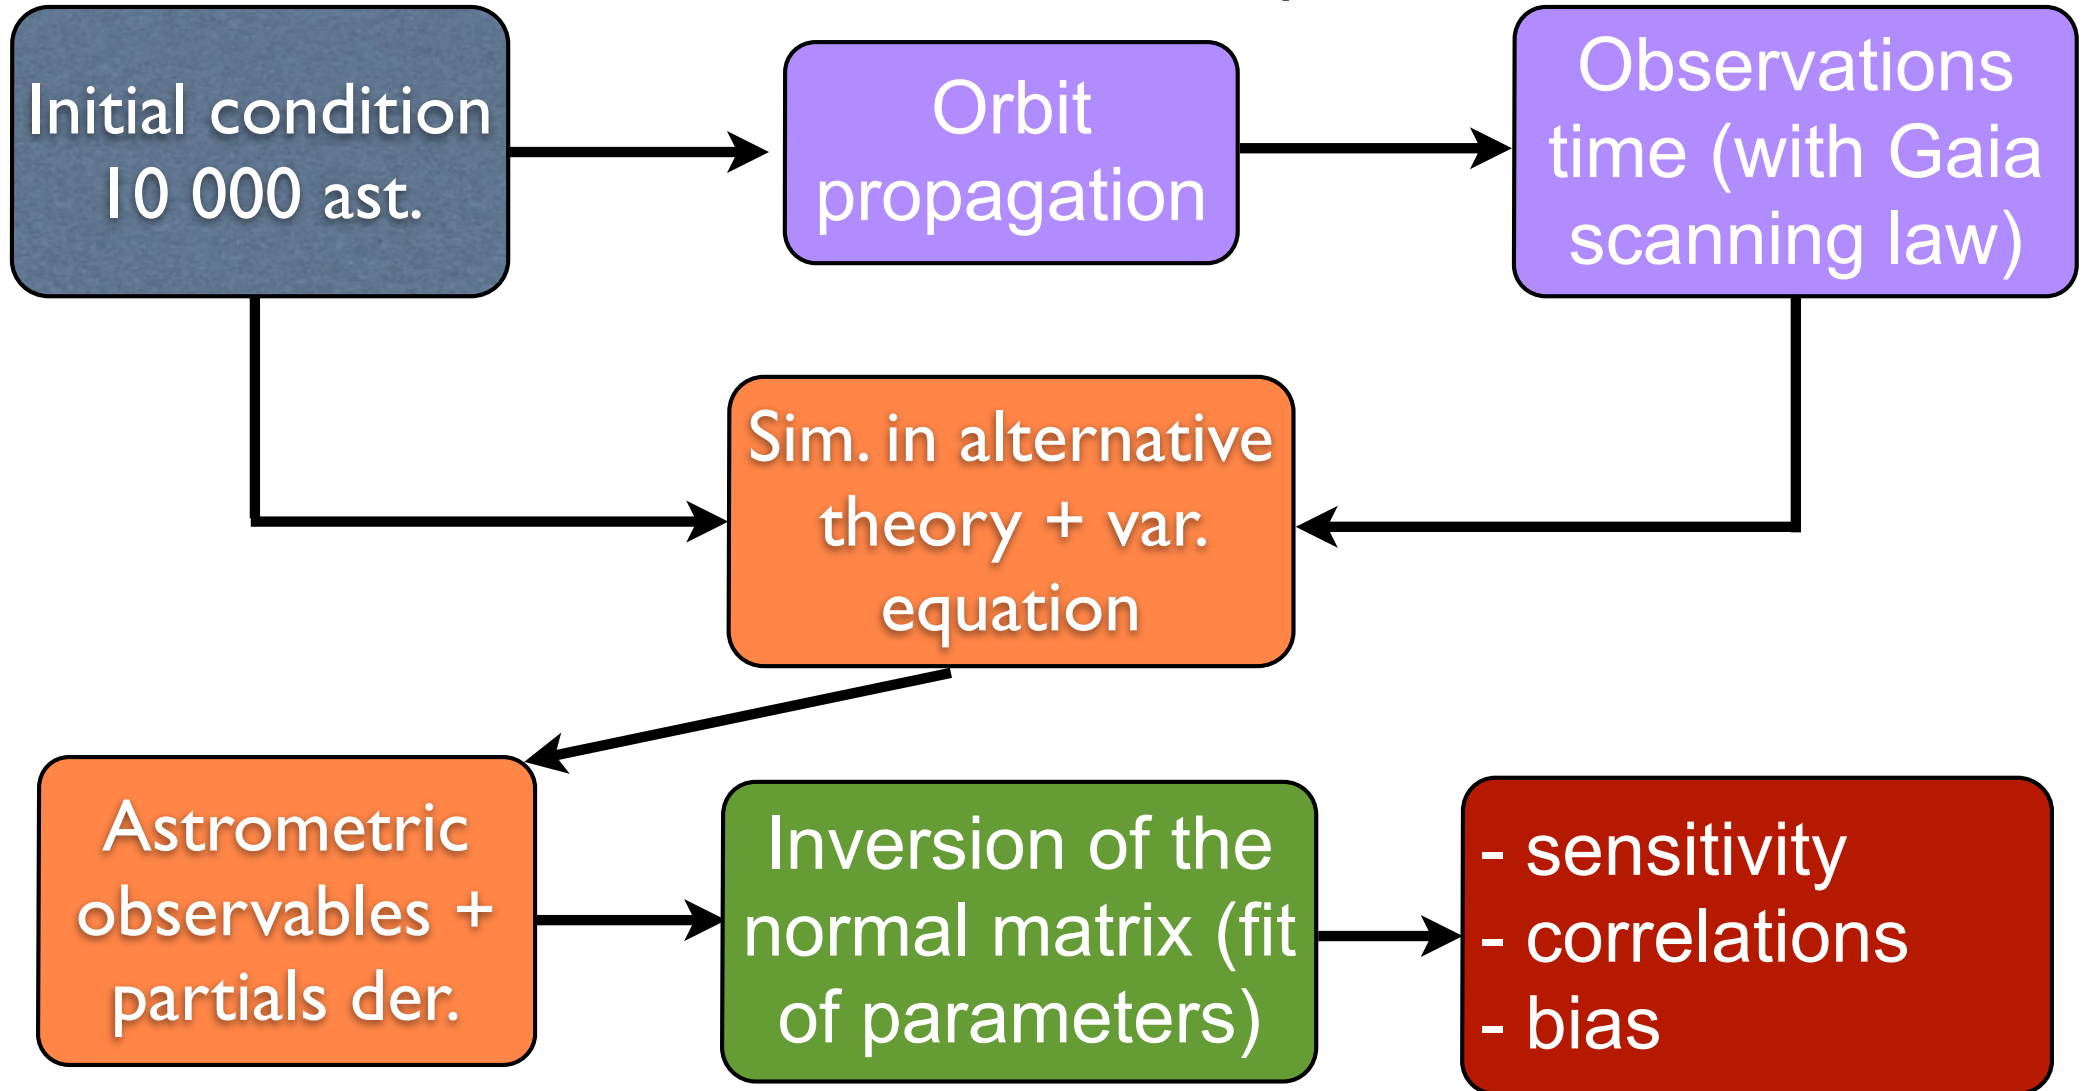 Initial condition
10 000 ast.
Orbit
propagation
Observations
time (with Gaia
scanning law)
Sim. in alternative
theory + var.
equation
Astrometric
observables +
partials der.
Inversion of the
normal matrix (fit
of parameters)
- sensitivity
- correlations
- bias